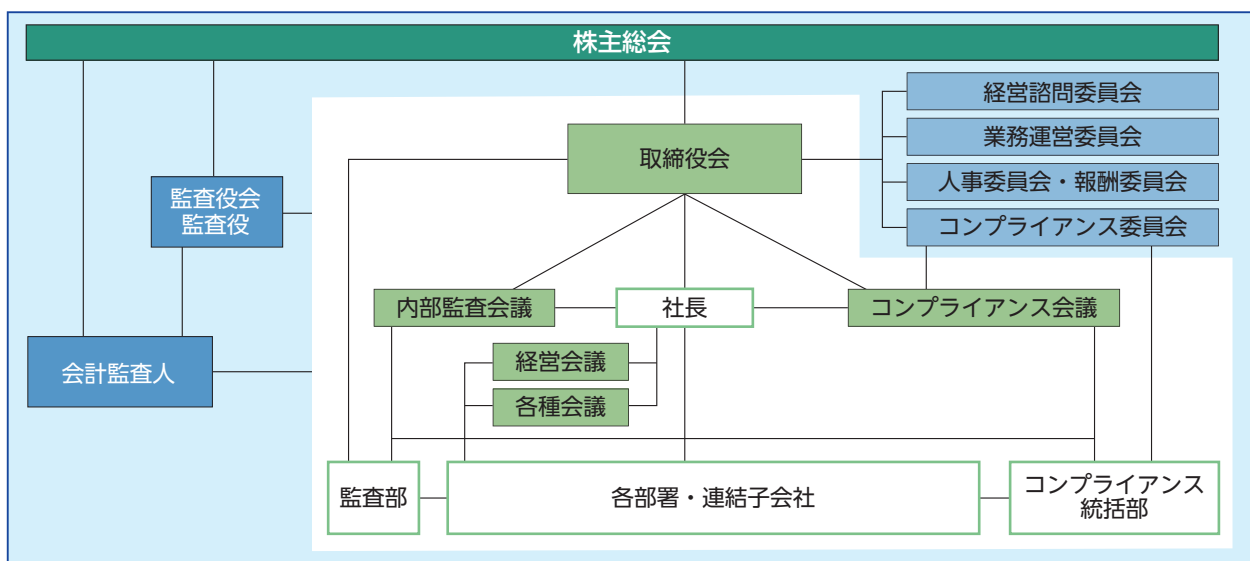 株主総会
経営諮問委員会
業務運営委員会
取締役会
人事委員会・報酬委員会
監査役会
監査役
コンプライアンス委員会
内部監査会議
社長
コンプライアンス会議
経営会議
会計監査人
各種会議
監査部
各部署・連結子会社
コンプライアンス
統括部